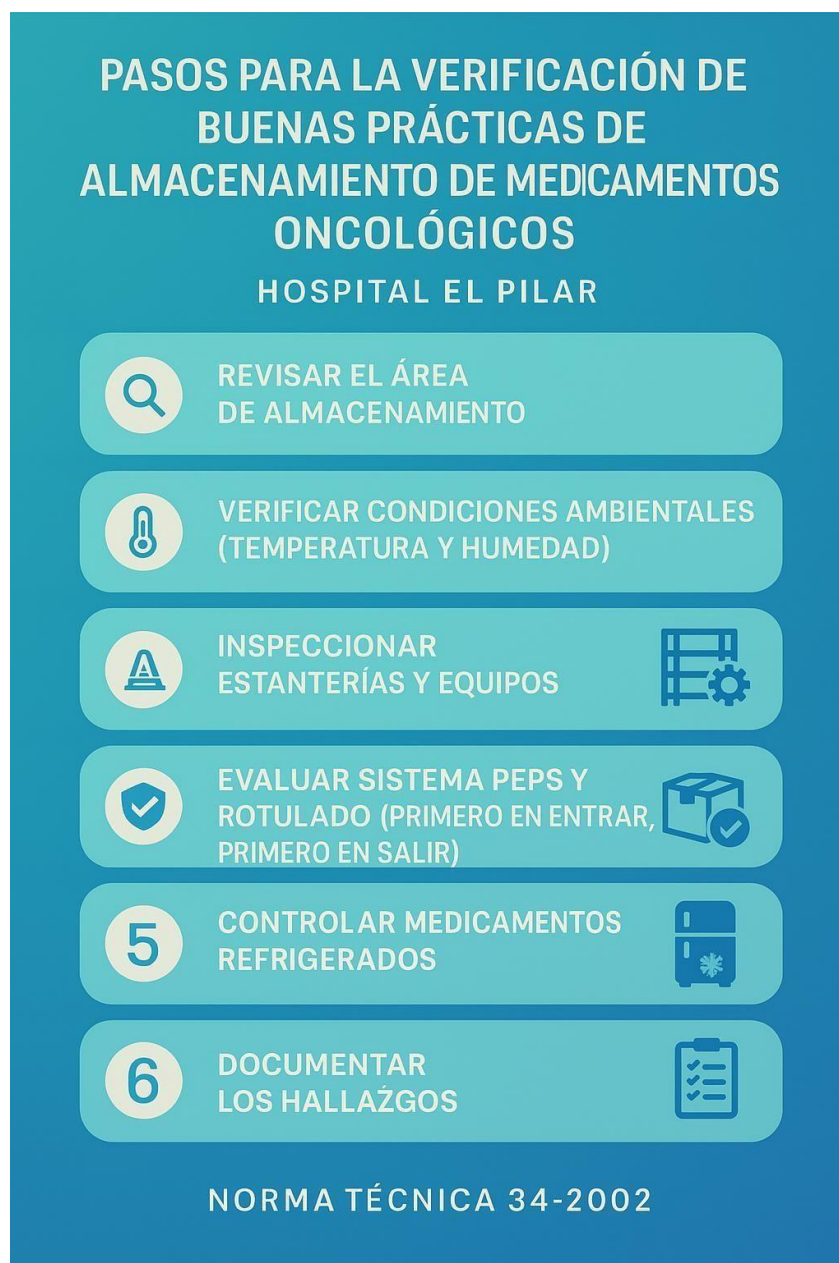 PASOS PARA LA VERIFICACIÓN DE
BUENAS PRÁCTICAS DE
ALMACENAMIENTO DE MEDICAMENTOS
ONCOLÓGICOS
HOSPITAL EL PILAR
REVISAR EL ÁREA
DE ALMACENAMIENTO
VERIFICAR CONDICIONES AMBIENTALES
(TEMPERATURA Y HUMEDAD)
INSPECCIONAR
ESTANTERÍAS Y EQUIPOS
EVALUAR SISTEMA PEPS Y
ROTULADO (PRIMERO EN ENTRAR,
PRIMERO EN SALIR)
5
CONTROLAR MEDICAMENTOS
REFRIGERADOS
6
DOCUMENTAR
LOS HALLAŹGOS
NORMA TÉCNICA 34-2002